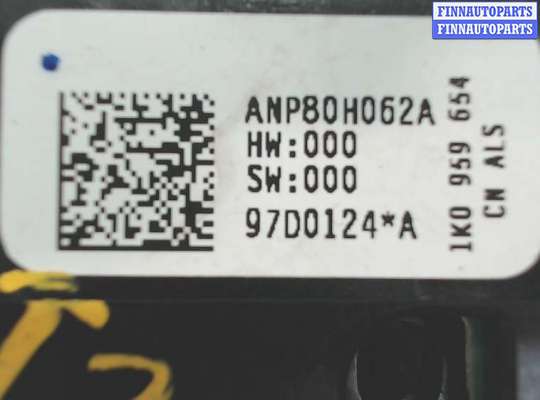 FINNAUTOPARTS
FINNAUTOPARTS
ANP80H062A
HW:000
SW:000
97D0124*A
1K0 959 654
CN ALS